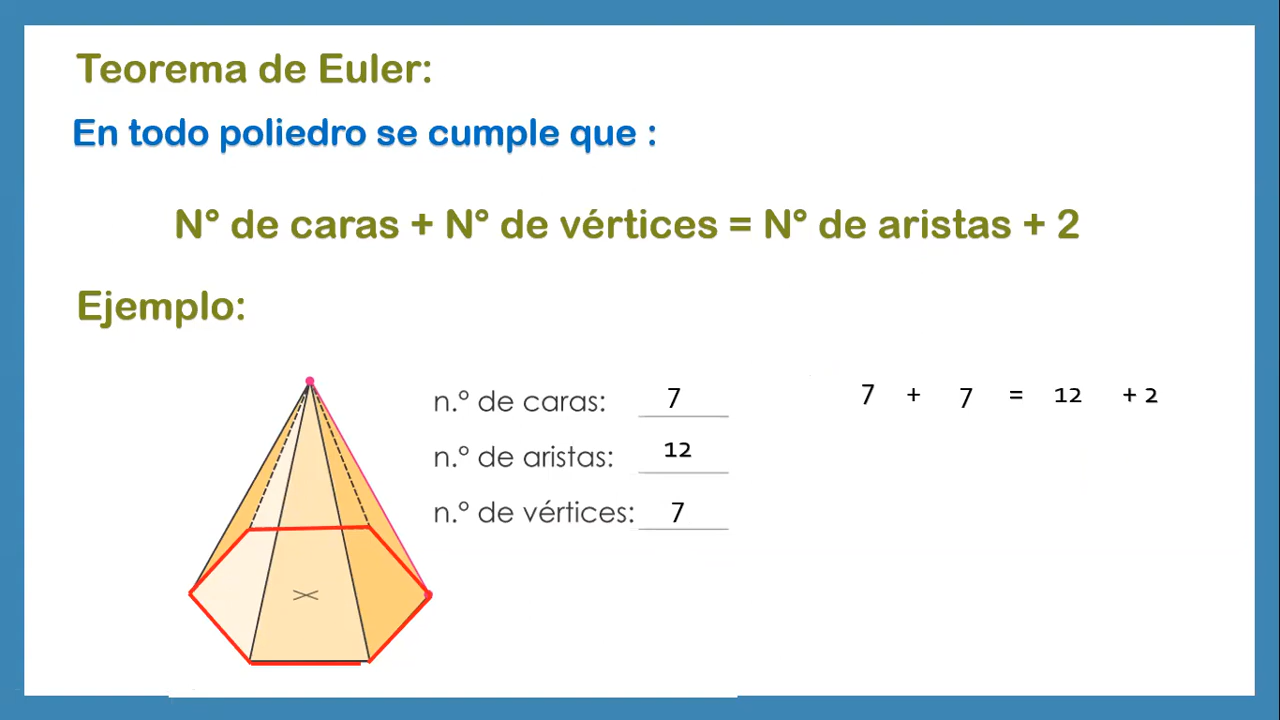 Teorema de Euler:
En todo poliedro se cumple que :
N° de caras + N° de vértices = N° de aristas + 2
Ejemplo:
n.° de caras: 7
7 + 7 = 12 + 2
n.° de aristas: 12
n.° de vértices: 7